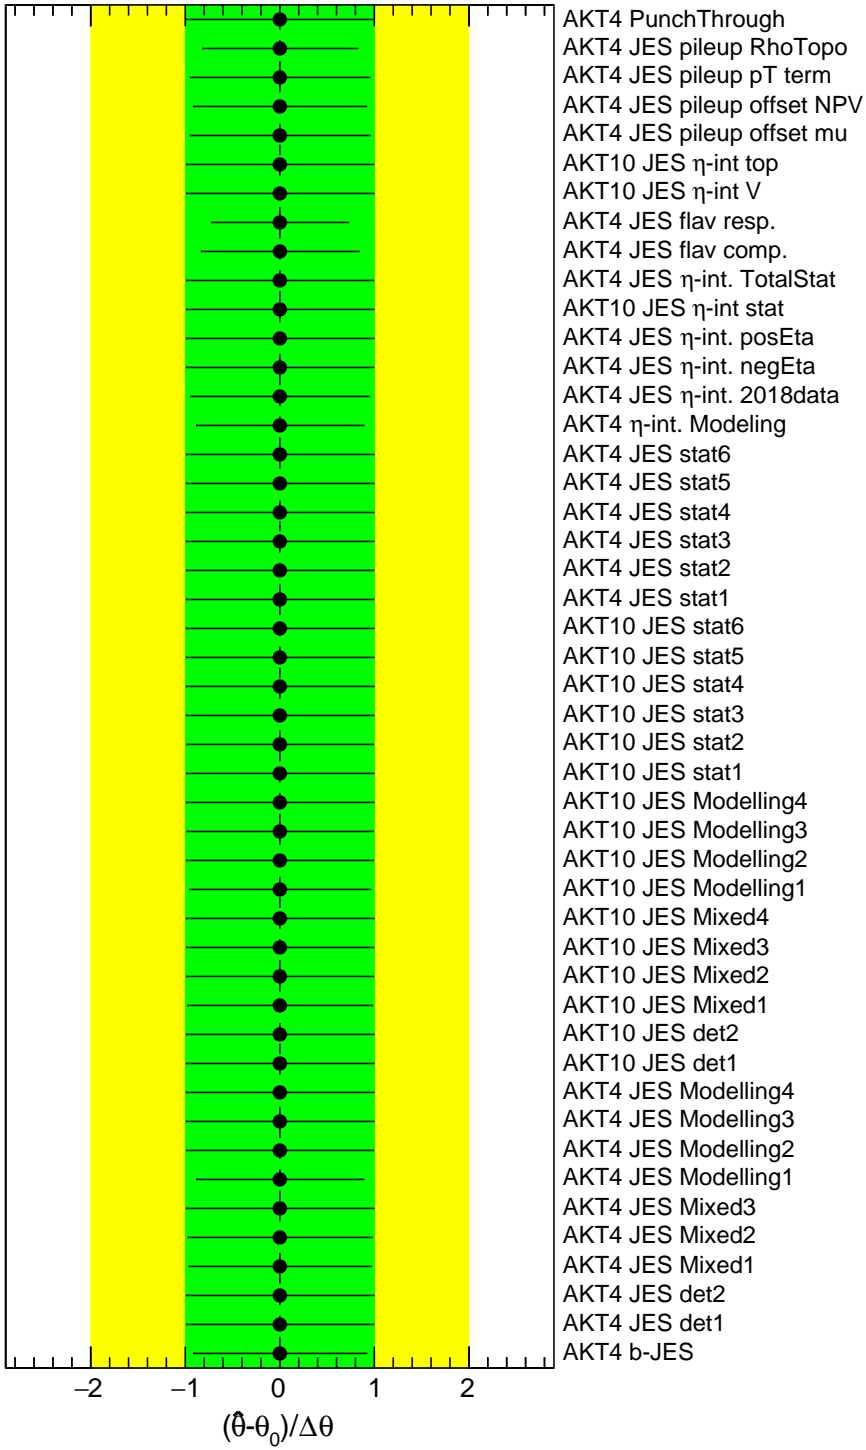 AKT4 PunchThrough
AKT4 JES pileup RhoTopo
AKT4 JES pileup pT term
AKT4 JES pileup offset NPV
AKT4 JES pileup offset mu
AKT10 JES η-int top
AKT10 JES η-int V
AKT4 JES flav resp.
AKT4 JES flav comp.
AKT4 JES η-int. TotalStat
AKT10 JES η-int stat
AKT4 JES η-int. posEta
AKT4 JES η-int. negEta
AKT4 JES η-int. 2018data
AKT4 η-int. Modeling
AKT4 JES stat6
AKT4 JES stat5
AKT4 JES stat4
AKT4 JES stat3
AKT4 JES stat2
AKT4 JES stat1
AKT10 JES stat6
AKT10 JES stat5
AKT10 JES stat4
AKT10 JES stat3
AKT10 JES stat2
AKT10 JES stat1
AKT10 JES Modelling4
AKT10 JES Modelling3
AKT10 JES Modelling2
AKT10 JES Modelling1
AKT10 JES Mixed4
AKT10 JES Mixed3
AKT10 JES Mixed2
AKT10 JES Mixed1
AKT10 JES det2
AKT10 JES det1
AKT4 JES Modelling4
AKT4 JES Modelling3
AKT4 JES Modelling2
AKT4 JES Modelling1
AKT4 JES Mixed3
AKT4 JES Mixed2
AKT4 JES Mixed1
AKT4 JES det2
AKT4 JES det1
AKT4 b-JES
−2 −1 0 1 2
(θ̂-θ₀)/Δθ